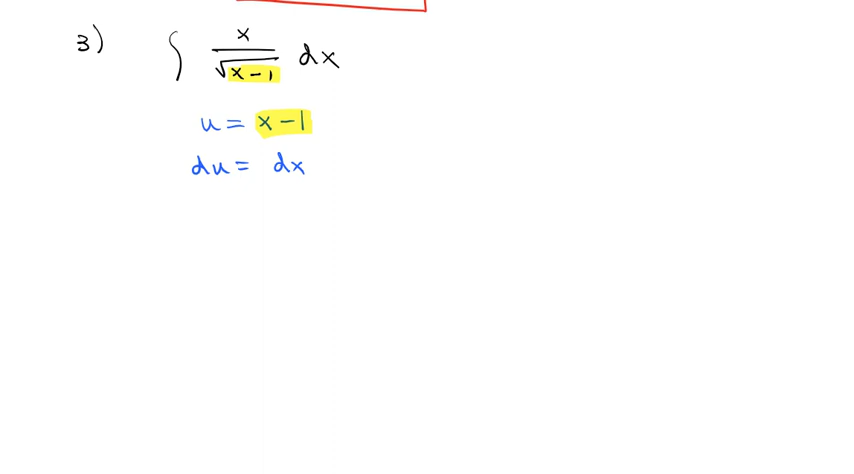 3) ∫ x/√(x-1) dx
u = x-1
du = dx